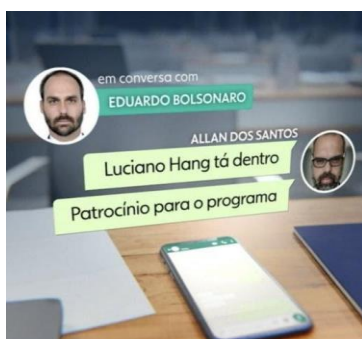 em conversa com
EDUARDO BOLSONARO
ALLAN DOS SANTOS
Luciano Hang tá dentro
Patrocínio para o programa